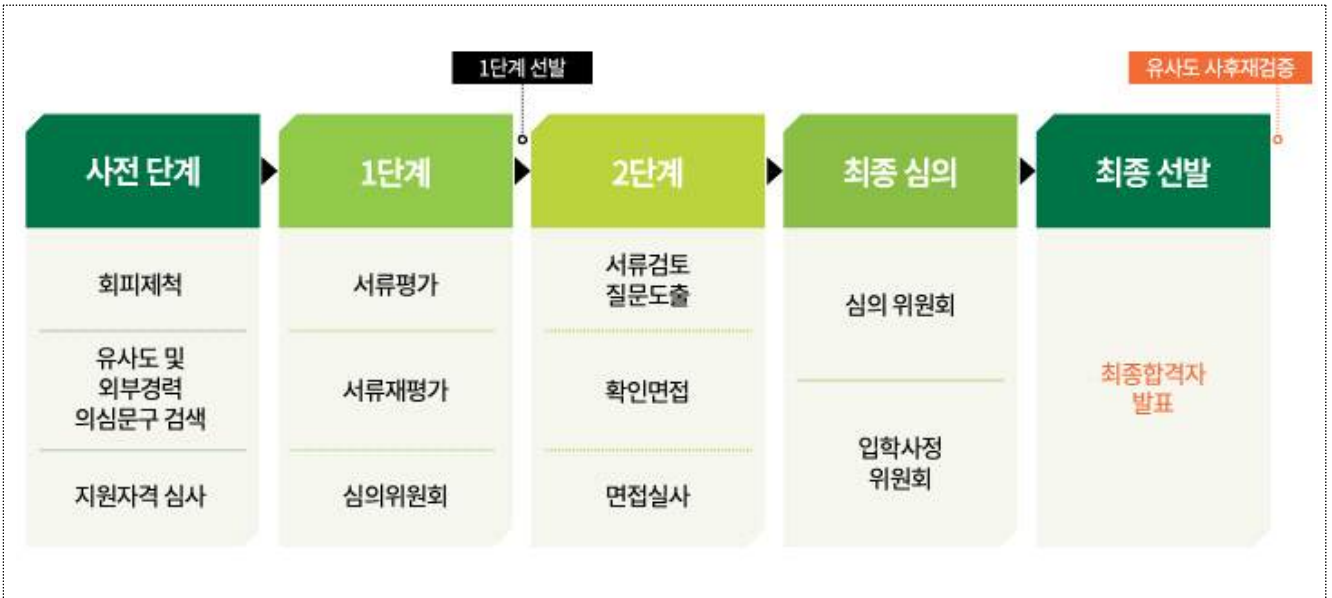 1단계 선발
유사도 사후재검증
사전 단계
1단계
2단계
최종 심의
최종 선발
회피제척
유사도 및
외부경력
의심문구 검색
지원자격 심사
서류평가
서류재평가
심의위원회
서류검토
질문도출
확인면접
면접실사
심의 위원회
입학사정
위원회
최종합격자
발표